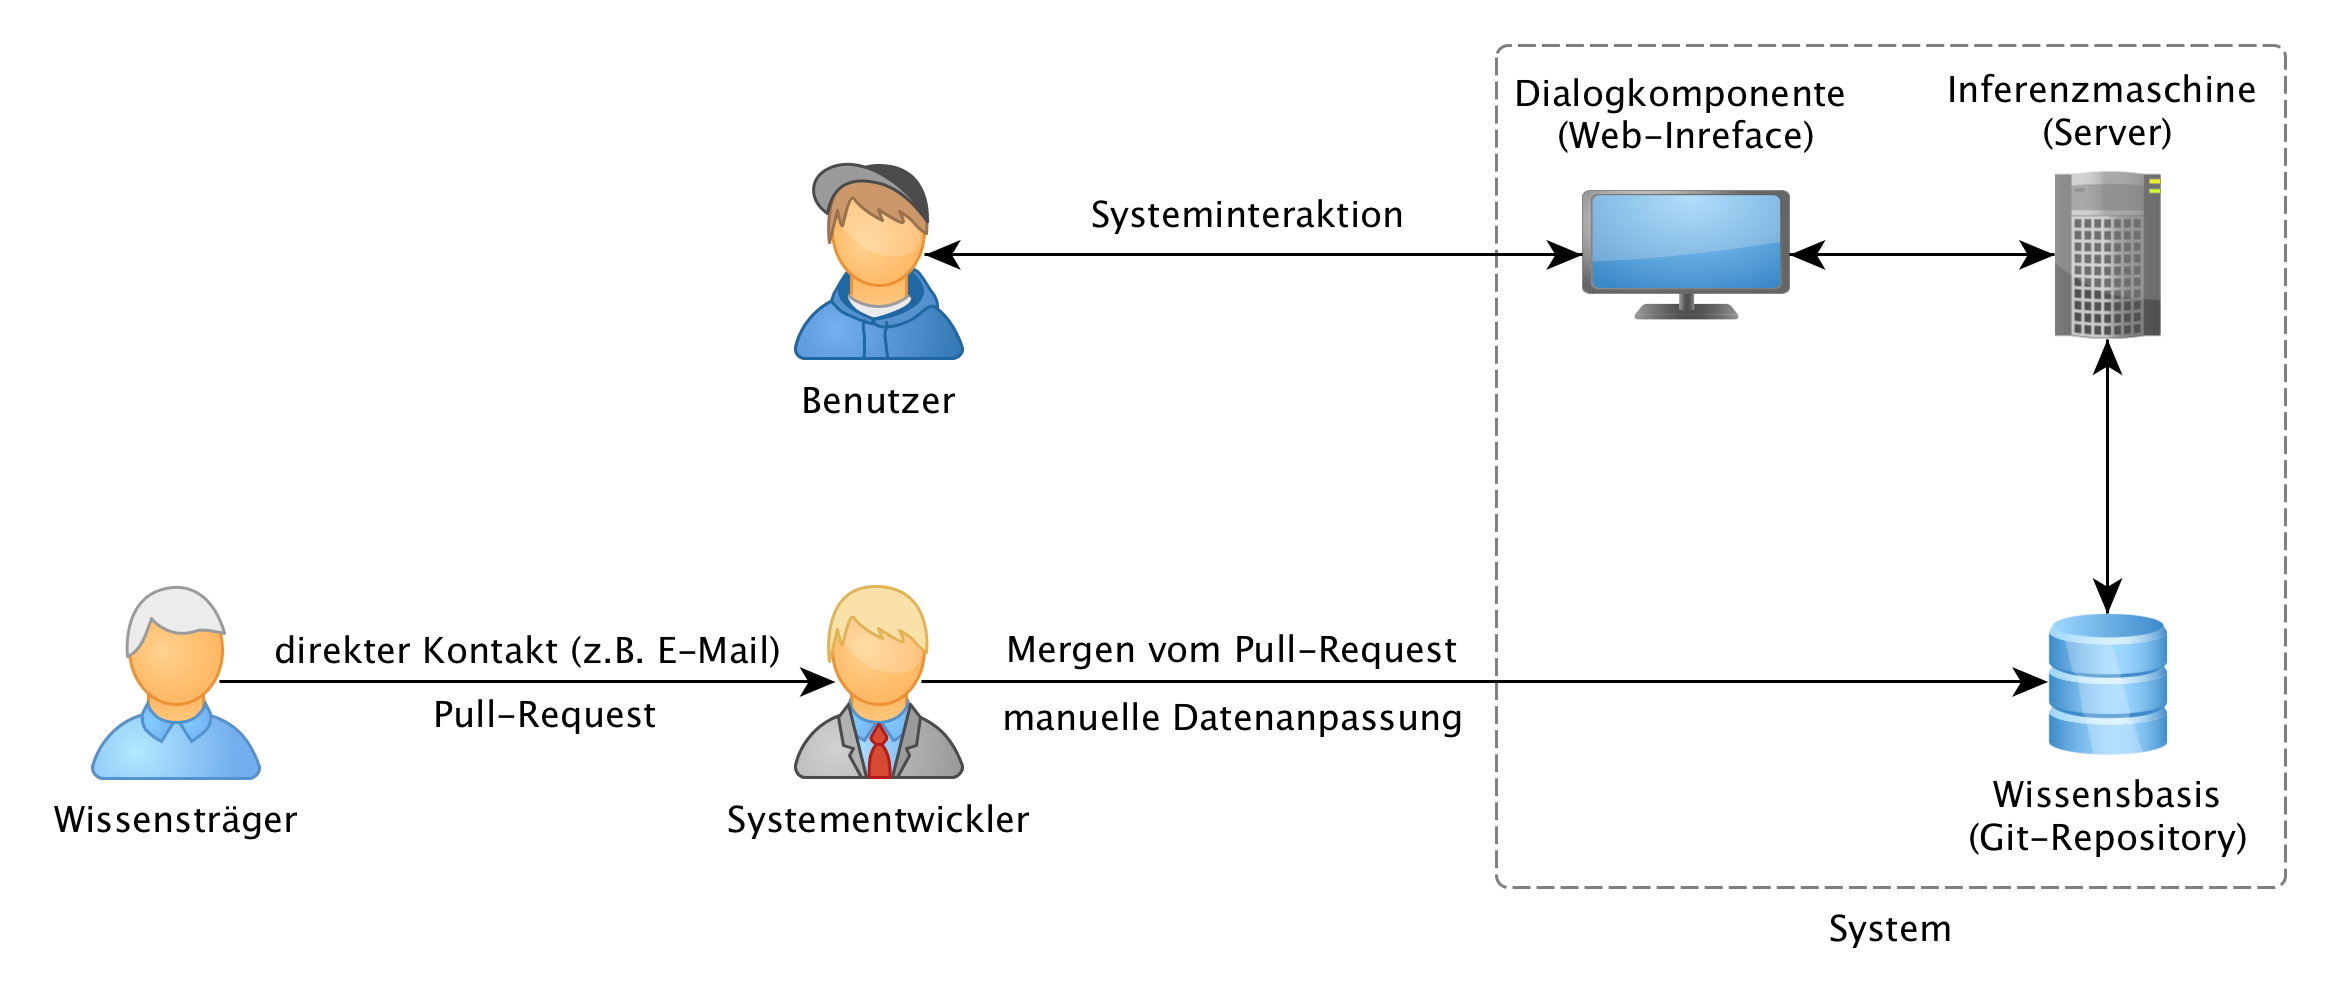 Dialogkomponente
(Web-Inreface)
Inferenzmaschine
(Server)
Systeminteraktion
Benutzer
direkter Kontakt (z.B. E-Mail)
Pull-Request
Mergen vom Pull-Request
manuelle Datenanpassung
Wissensträger
Systementwickler
Wissensbasis
(Git-Repository)
System